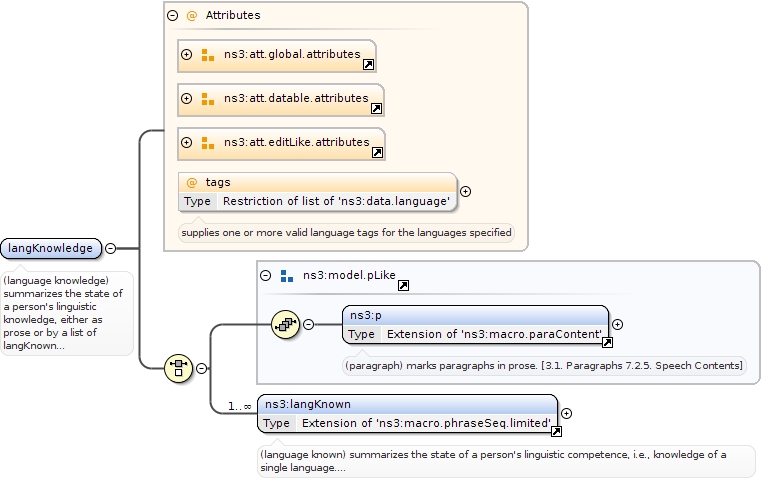 Attributes
ns3:att.global.attributes
ns3:att.datable.attributes
ns3:att.editLike.attributes
tags
Type Restriction of list of 'ns3:data.language'
supplies one or more valid language tags for the languages specified
langKnowledge
(language knowledge)
summarizes the state of
a person's linguistic
knowledge, either as
prose or by a list of
langKnown...
ns3:model.pLike
ns3:p
Type Extension of 'ns3:macro.paraContent'
(paragraph) marks paragraphs in prose. [3.1. Paragraphs 7.2.5. Speech Contents]
1..∞
ns3:langKnown
Type Extension of 'ns3:macro.phraseSeq.limited'
(language known) summarizes the state of a person's linguistic competence, i.e., knowledge of a
single language....